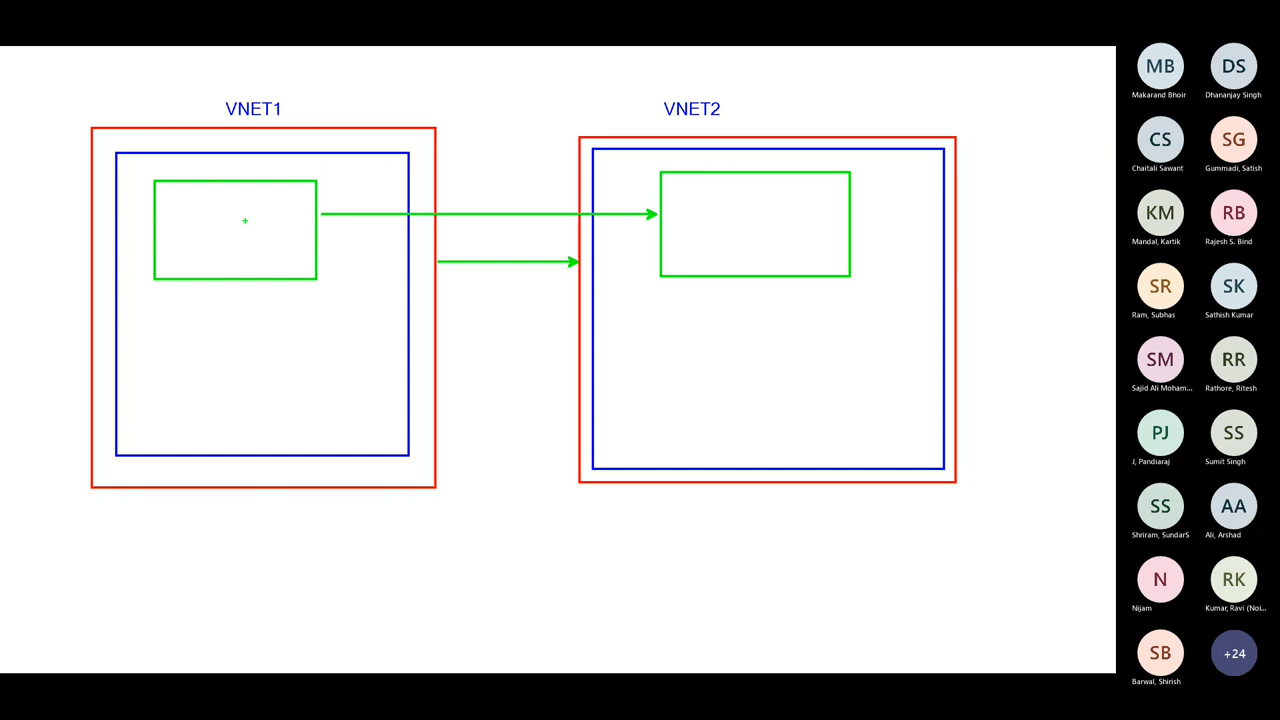 VNET1
VNET2
MB
Makarand Bhoir
DS
Dhananjay Singh
CS
Chaitali Sawant
SG
Gummadi, Satish
KM
Mandal, Kartik
RB
Rajesh S. Bind
SR
Ram, Subhas
SK
Sathish Kumar
SM
Sajid Ali Moham...
RR
Rathore, Ritesh
PJ
J, Pandiaraj
SS
Sumit Singh
SS
Shriram, SundarS
AA
Ali, Arshad
N
Nijam
RK
Kumar, Ravi (Noi...
SB
Barwal, Shirish
+24